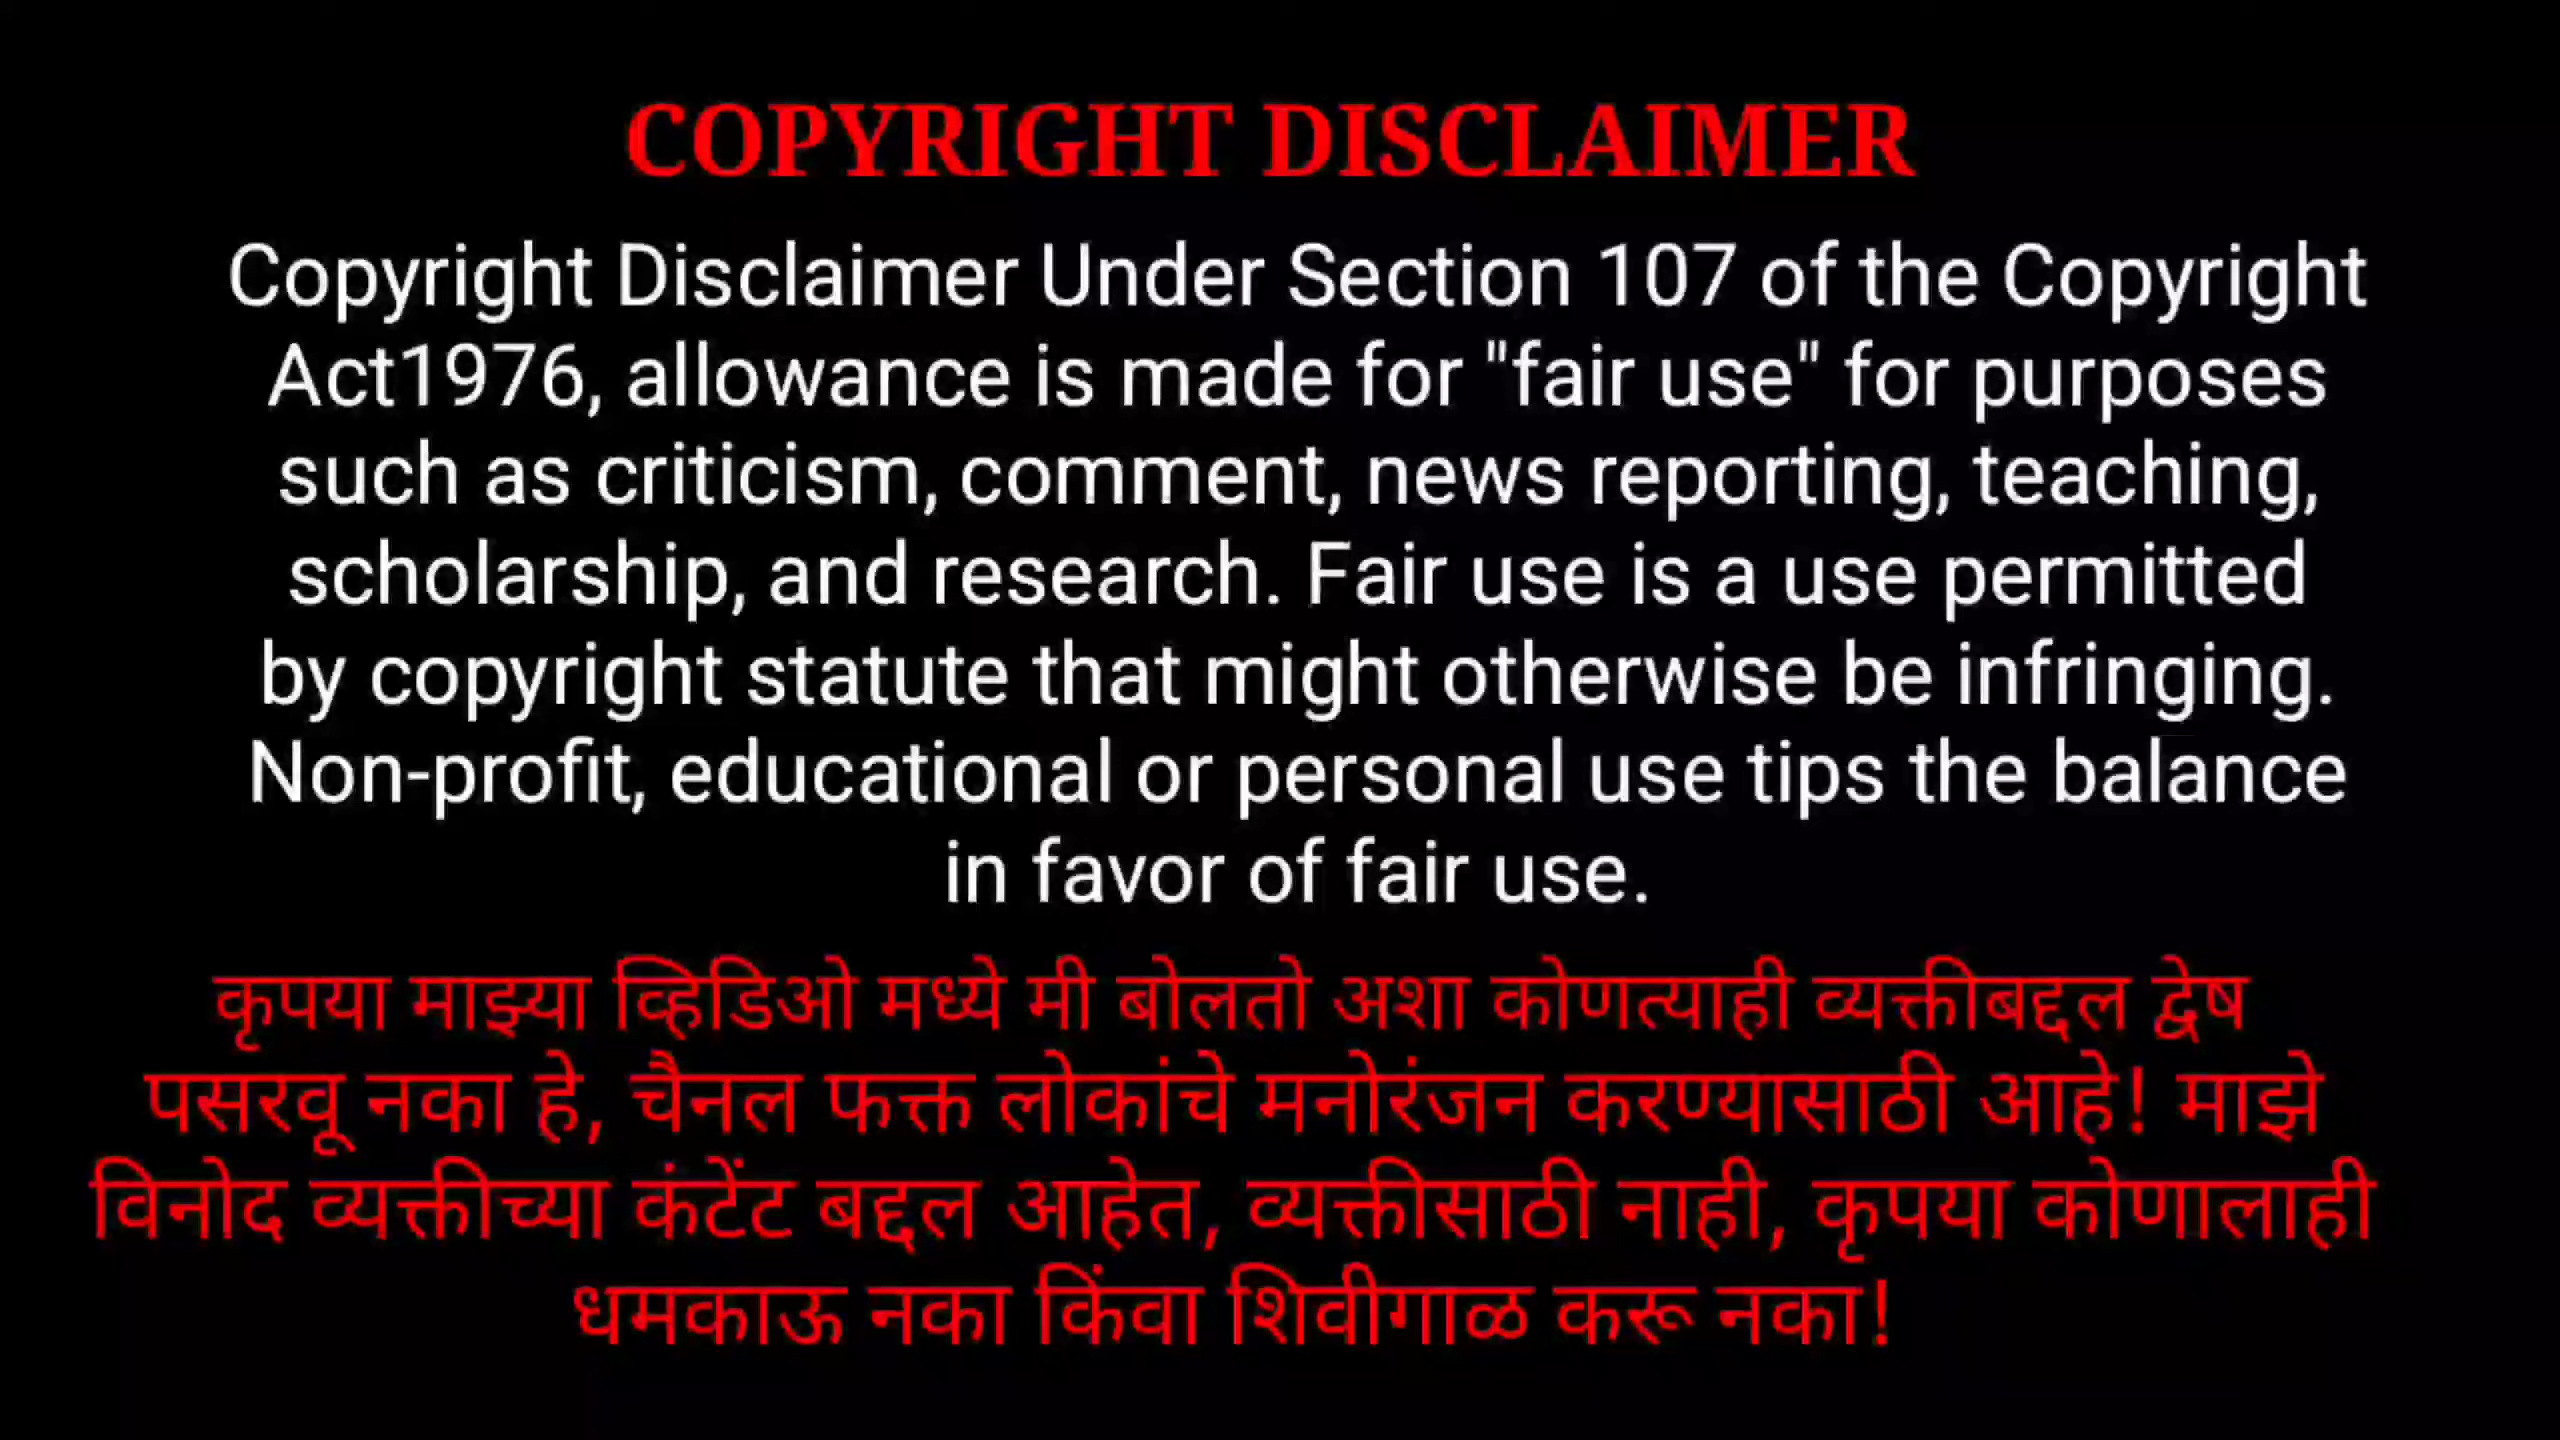 COPYRIGHT DISCLAIMER
Copyright Disclaimer Under Section 107 of the Copyright
Act1976, allowance is made for "fair use" for purposes
such as criticism, comment, news reporting, teaching,
scholarship, and research. Fair use is a use permitted
by copyright statute that might otherwise be infringing.
Non-profit, educational or personal use tips the balance
in favor of fair use.
कृपया माझ्या व्हिडिओ मध्ये मी बोलतो अशा कोणत्याही व्यक्तीबद्दल द्वेष
पसरवू नका हे, चैनल फक्त लोकांचे मनोरंजन करण्यासाठी आहे! माझे
विनोद व्यक्तीच्या कंटेंट बद्दल आहेत, व्यक्तीसाठी नाही, कृपया कोणालाही
धमकाऊ नका किंवा शिवीगाळ करू नका!